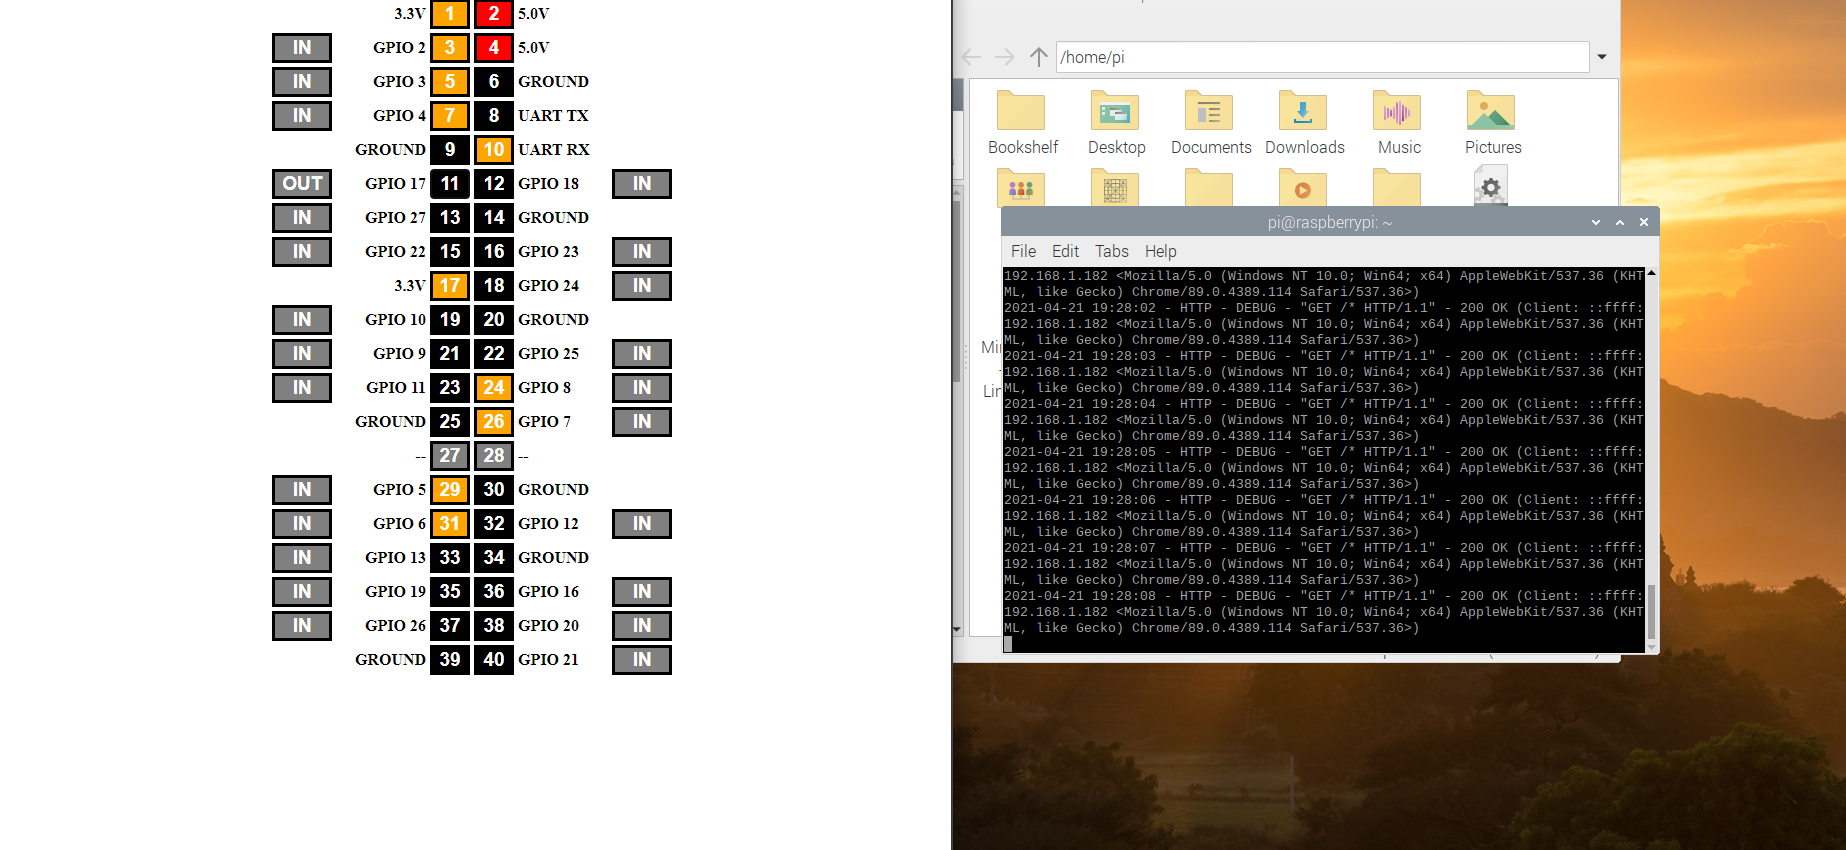 3.3V 1 2 5.0V
IN GPIO 2 3 4 5.0V
IN GPIO 3 5 6 GROUND
IN GPIO 4 7 8 UART TX
GROUND 9 10 UART RX
OUT GPIO 17 11 12 GPIO 18 IN
IN GPIO 27 13 14 GROUND
IN GPIO 22 15 16 GPIO 23 IN
3.3V 17 18 GPIO 24 IN
IN GPIO 10 19 20 GROUND
IN GPIO 9 21 22 GPIO 25 IN
IN GPIO 11 23 24 GPIO 8 IN
GROUND 25 26 GPIO 7 IN
-- 27 28 --
IN GPIO 5 29 30 GROUND
IN GPIO 6 31 32 GPIO 12 IN
IN GPIO 13 33 34 GROUND
IN GPIO 19 35 36 GPIO 16 IN
IN GPIO 26 37 38 GPIO 20 IN
GROUND 39 40 GPIO 21 IN
/home/pi
Bookshelf Desktop Documents Downloads Music Pictures
pi@raspberrypi: ~
File Edit Tabs Help
192.168.1.182 <Mozilla/5.0 (Windows NT 10.0; Win64; x64) AppleWebKit/537.36 (KHT
ML, like Gecko) Chrome/89.0.4389.114 Safari/537.36>)
2021-04-21 19:28:02 - HTTP - DEBUG - "GET /* HTTP/1.1" - 200 OK (Client: ::ffff:
192.168.1.182 <Mozilla/5.0 (Windows NT 10.0; Win64; x64) AppleWebKit/537.36 (KHT
ML, like Gecko) Chrome/89.0.4389.114 Safari/537.36>)
2021-04-21 19:28:03 - HTTP - DEBUG - "GET /* HTTP/1.1" - 200 OK (Client: ::ffff:
192.168.1.182 <Mozilla/5.0 (Windows NT 10.0; Win64; x64) AppleWebKit/537.36 (KHT
ML, like Gecko) Chrome/89.0.4389.114 Safari/537.36>)
2021-04-21 19:28:04 - HTTP - DEBUG - "GET /* HTTP/1.1" - 200 OK (Client: ::ffff:
192.168.1.182 <Mozilla/5.0 (Windows NT 10.0; Win64; x64) AppleWebKit/537.36 (KHT
ML, like Gecko) Chrome/89.0.4389.114 Safari/537.36>)
2021-04-21 19:28:05 - HTTP - DEBUG - "GET /* HTTP/1.1" - 200 OK (Client: ::ffff:
192.168.1.182 <Mozilla/5.0 (Windows NT 10.0; Win64; x64) AppleWebKit/537.36 (KHT
ML, like Gecko) Chrome/89.0.4389.114 Safari/537.36>)
2021-04-21 19:28:06 - HTTP - DEBUG - "GET /* HTTP/1.1" - 200 OK (Client: ::ffff:
192.168.1.182 <Mozilla/5.0 (Windows NT 10.0; Win64; x64) AppleWebKit/537.36 (KHT
ML, like Gecko) Chrome/89.0.4389.114 Safari/537.36>)
2021-04-21 19:28:07 - HTTP - DEBUG - "GET /* HTTP/1.1" - 200 OK (Client: ::ffff:
192.168.1.182 <Mozilla/5.0 (Windows NT 10.0; Win64; x64) AppleWebKit/537.36 (KHT
ML, like Gecko) Chrome/89.0.4389.114 Safari/537.36>)
2021-04-21 19:28:08 - HTTP - DEBUG - "GET /* HTTP/1.1" - 200 OK (Client: ::ffff:
192.168.1.182 <Mozilla/5.0 (Windows NT 10.0; Win64; x64) AppleWebKit/537.36 (KHT
ML, like Gecko) Chrome/89.0.4389.114 Safari/537.36>)